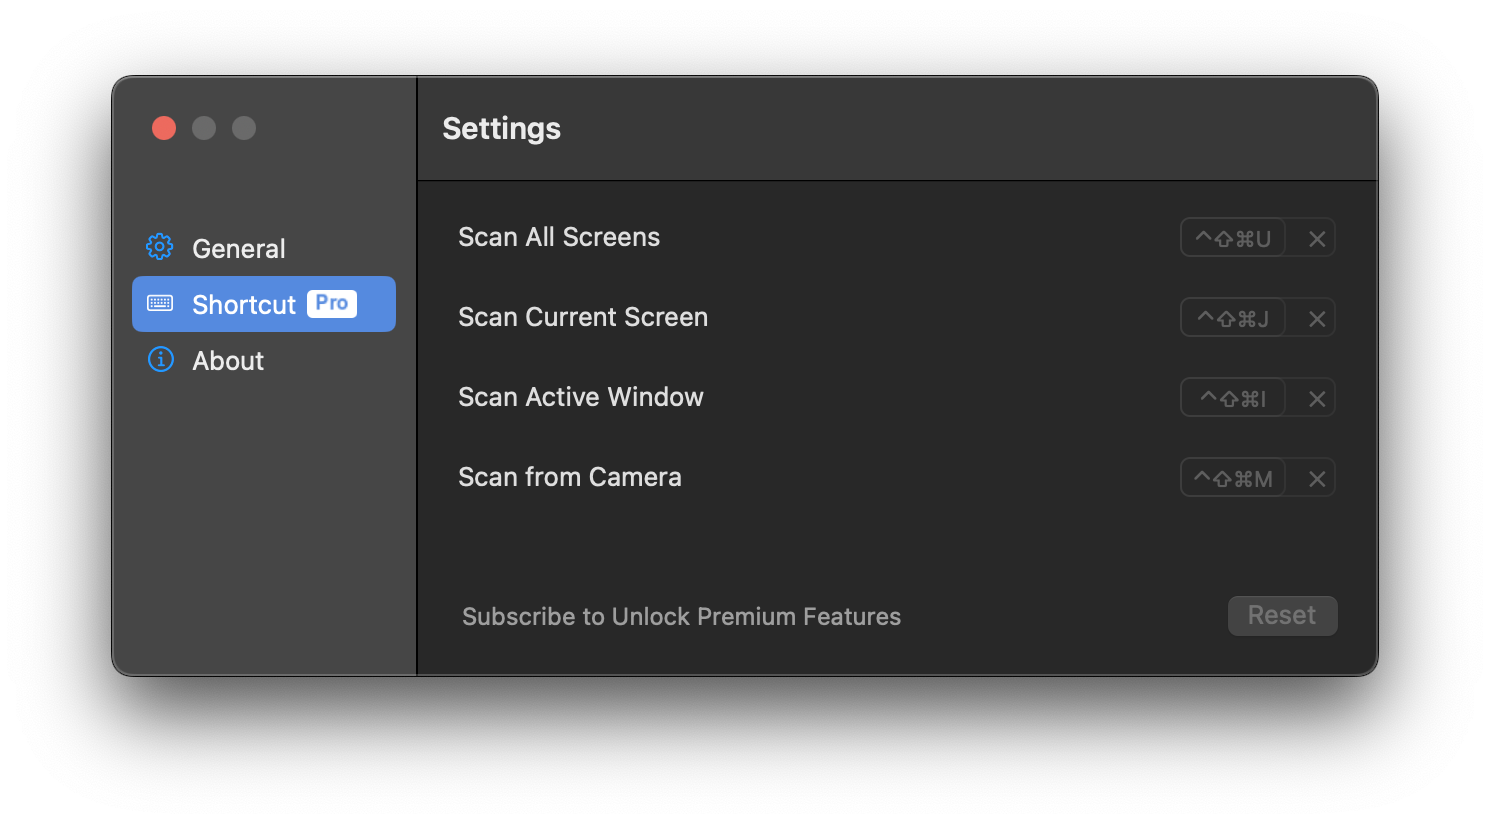 Settings
General
Shortcut Pro
About
Scan All Screens ⌃⇧⌘U
Scan Current Screen ⌃⇧⌘J
Scan Active Window ⌃⇧⌘I
Scan from Camera ⌃⇧⌘M
Subscribe to Unlock Premium Features Reset